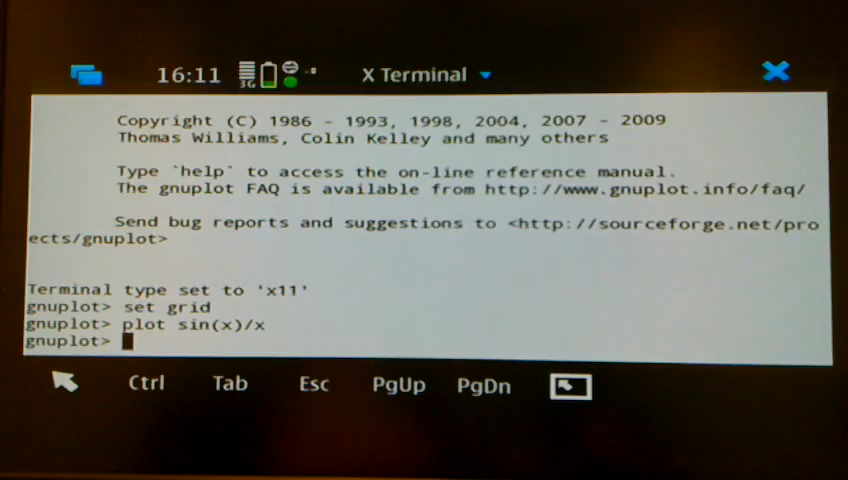 16:11 3G X Terminal
Copyright (C) 1986 - 1993, 1998, 2004, 2007 - 2009
Thomas Williams, Colin Kelley and many others
Type `help` to access the on-line reference manual.
The gnuplot FAQ is available from http://www.gnuplot.info/faq/
Send bug reports and suggestions to <http://sourceforge.net/pro
ects/gnuplot>
Terminal type set to 'x11'
gnuplot> set grid
gnuplot> plot sin(x)/x
gnuplot>
Ctrl Tab Esc PgUp PgDn